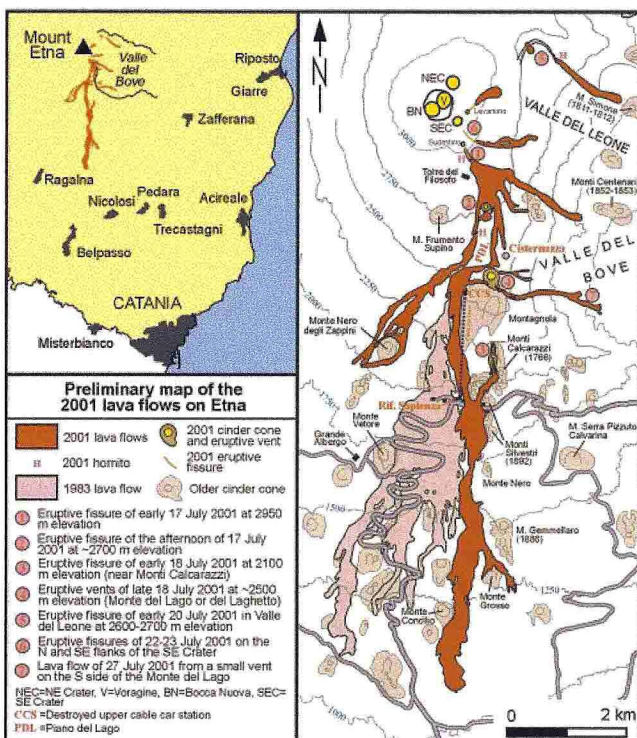 Mount
Etna
Valle
del
Bove
Riposto
Giarre
Zafferana
Ragalna
Nicolosi
Pedara
Acireale
Trecastagni
Belpasso
CATANIA
Misterbianco
Preliminary map of the
2001 lava flows on Etna
2001 lava flows
2001 cinder cone
and eruptive vent
H
2001 hornito
2001 eruptive
fissure
1983 lava flow
Older cinder cone
Eruptive fissure of early 17 July 2001 at 2950
m elevation
Eruptive fissure of the afternoon of 17 July
2001 at ~2700 m elevation
Eruptive fissure of early 18 July 2001 at 2100
m elevation (near Monti Calcarazzi)
Eruptive vents of late 18 July 2001 at ~2500
m elevation (Monte del Lago or del Laghetto)
Eruptive fissure of early 20 July 2001 in Valle
del Leone at 2600-2700 m elevation
Eruptive fissures of 22-23 July 2001 on the
N and SE flanks of the SE Crater
Lava flow of 27 July 2001 from a small vent
on the S side of the Monte del Lago
NEC=NE Crater, V=Voragine, BN=Bocca Nuova, SEC=
SE Crater
CCS =Destroyed upper cable car station
PDL =Piano del Lago
N
NEC
V
BN
SEC
Levantino
H
M. Simone
(1811-1812)
VALLE DEL LEONE
3000
2750
2500
2250
2000
H
Torre del
Filosofo
Monti Centenari
(1852-1853)
M. Frumento
Supino
H
PDL
Cisternazza
VALLE DEL
BOVE
CCS
Montagnola
Monte Nero
degli Zappini
Monti
Calcarazzi
(1766)
Rif. Sapienza
Monte
Vetore
Grande
Albergo
Monti
Silvestri
(1892)
M. Serra Pizzuta
Calvarina
Monte Nero
1500
M. Gemmellaro
(1886)
Monte
Grosso
1250
Monte
Concilio
1000
0
2 km